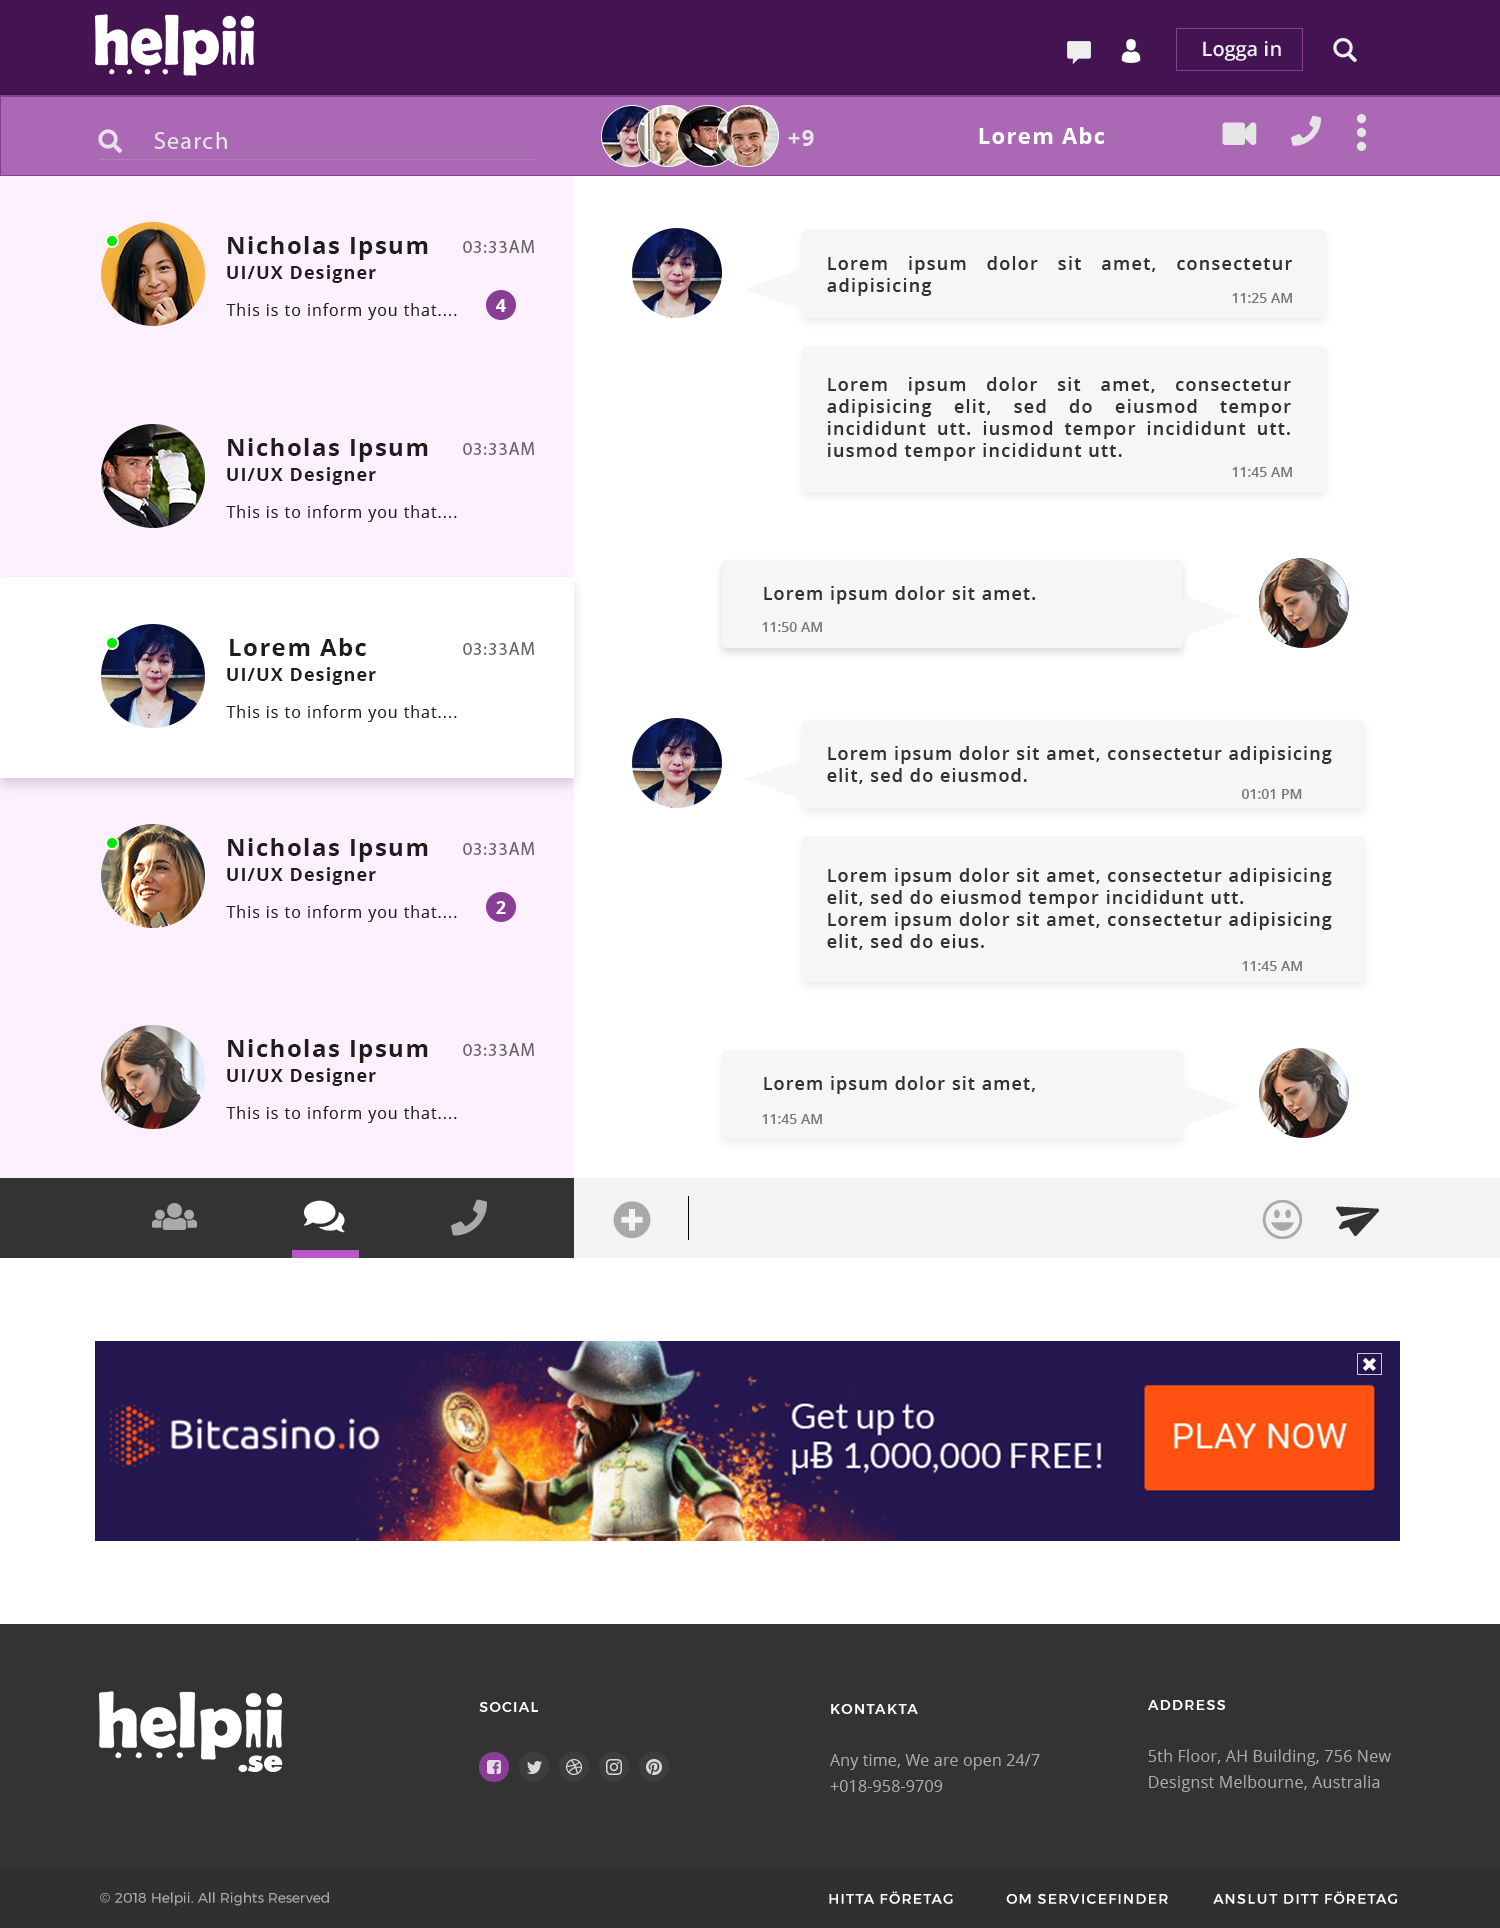 helpii
Logga in
Search
+9
Lorem Abc
Nicholas Ipsum
03:33AM
UI/UX Designer
This is to inform you that....
4
Nicholas Ipsum
03:33AM
UI/UX Designer
This is to inform you that....
Lorem Abc
03:33AM
UI/UX Designer
This is to inform you that....
Nicholas Ipsum
03:33AM
UI/UX Designer
This is to inform you that....
2
Nicholas Ipsum
03:33AM
UI/UX Designer
This is to inform you that....
Lorem ipsum dolor sit amet, consectetur
adipisicing
11:25 AM
Lorem ipsum dolor sit amet, consectetur
adipisicing elit, sed do eiusmod tempor
incididunt utt. iusmod tempor incididunt utt.
iusmod tempor incididunt utt.
11:45 AM
Lorem ipsum dolor sit amet.
11:50 AM
Lorem ipsum dolor sit amet, consectetur adipisicing
elit, sed do eiusmod.
01:01 PM
Lorem ipsum dolor sit amet, consectetur adipisicing
elit, sed do eiusmod tempor incididunt utt.
Lorem ipsum dolor sit amet, consectetur adipisicing
elit, sed do eius.
11:45 AM
Lorem ipsum dolor sit amet,
11:45 AM
Bitcasino.io
Get up to
µɃ 1,000,000 FREE!
PLAY NOW
helpii
.se
SOCIAL
KONTAKTA
Any time, We are open 24/7
+018-958-9709
ADDRESS
5th Floor, AH Building, 756 New
Designst Melbourne, Australia
© 2018 Helpii. All Rights Reserved
HITTA FÖRETAG
OM SERVICEFINDER
ANSLUT DITT FÖRETAG